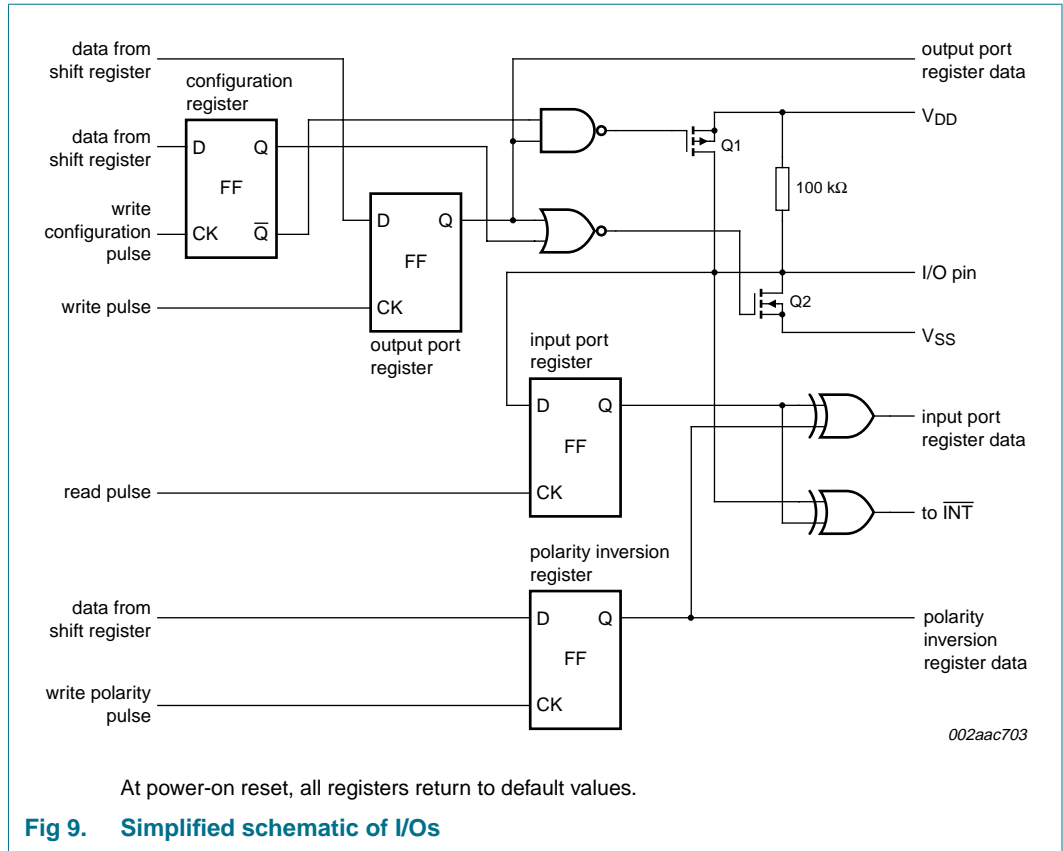 data from
shift register
output port
register data
configuration
register
VDD
data from
shift register
D
Q
Q1
FF
100 kΩ
write
configuration
pulse
CK
Q̅
D
Q
FF
I/O pin
Q2
write pulse
CK
VSS
output port
register
input port
register
D
Q
input port
register data
FF
read pulse
CK
to I̅N̅T̅
polarity inversion
register
data from
shift register
D
Q
polarity
inversion
register data
FF
write polarity
pulse
CK
002aac703
At power-on reset, all registers return to default values.
Fig 9. Simplified schematic of I/Os